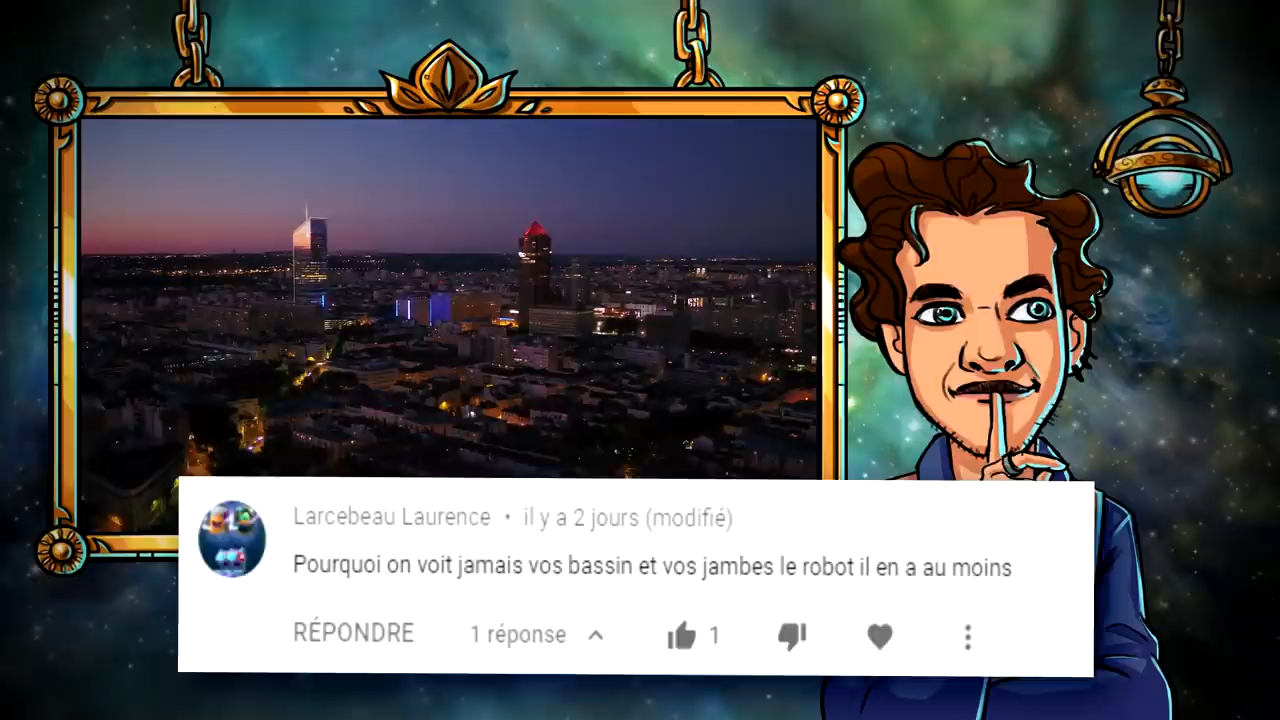 Larcebeau Laurence • il y a 2 jours (modifié)
Pourquoi on voit jamais vos bassin et vos jambes le robot il en a au moins
RÉPONDRE 1 réponse 1